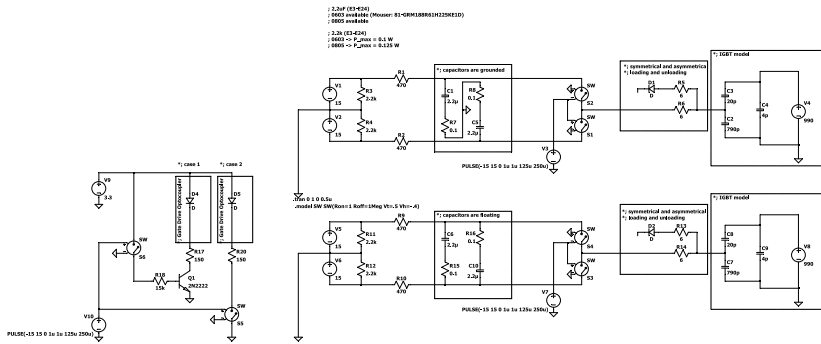 ; 2.2uF (E3-E24)
; 0603 available (Mouser: 81-GRM188R61H225KE1D)
; 0805 available
; 2.2k (E3-E24)
; 0603 -> P_max = 0.1 W
; 0805 -> P_max = 0.125 W
R1
470
*; capacitors are grounded
V1
15
R3
2.2k
C1
2.2µ
R8
0.1
SW
S2
V2
15
R4
2.2k
R7
0.1
C5
2.2µ
SW
S1
R2
470
V3
PULSE(-15 15 0 1u 1u 125u 250u)
*; symmetrical and asymmetrical
*; loading and unloading
D1
D
R5
6
R6
6
*; IGBT model
C3
20p
C2
790p
C4
4p
V4
990
*; case 1
*; case 2
V9
3.3
*; Gate Drive Optocoupler
D4
D
*; Gate Drive Optocoupler
D5
D
SW
S6
R17
150
R20
150
R18
15k
Q1
2N2222
SW
S5
V10
PULSE(-15 15 0 1u 1u 125u 250u)
.tran 0 1 0 0.5u
.model SW SW(Ron=1 Roff=1Meg Vt=.5 Vh=-.4)
R9
470
*; capacitors are floating
V5
15
R11
2.2k
C6
2.2µ
R16
0.1
SW
S4
V6
15
R12
2.2k
R15
0.1
C10
2.2µ
SW
S3
R10
470
V7
PULSE(-15 15 0 1u 1u 125u 250u)
*; symmetrical and asymmetrical
*; loading and unloading
D2
D
R13
6
R14
6
*; IGBT model
C8
20p
C7
790p
C9
4p
V8
990